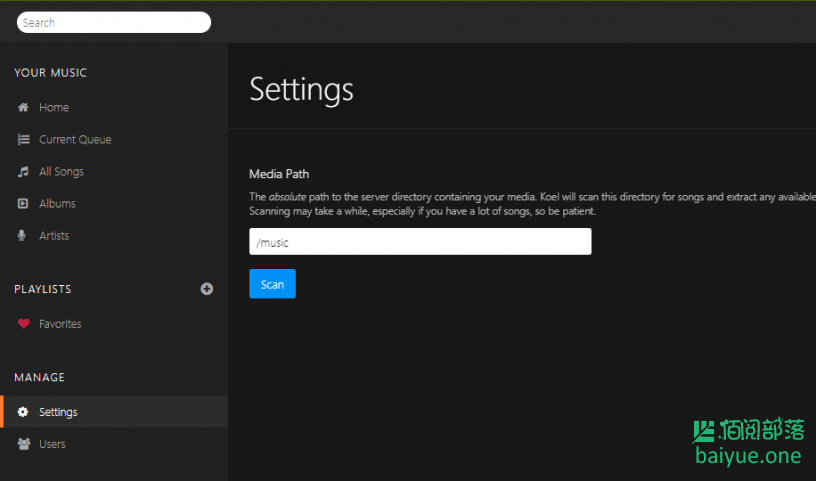 Search
YOUR MUSIC
Home
Current Queue
All Songs
Albums
Artists
PLAYLISTS
Favorites
MANAGE
Settings
Users
Settings
Media Path
The absolute path to the server directory containing your media. Koel will scan this directory for songs and extract any available
Scanning may take a while, especially if you have a lot of songs, so be patient.
/music
Scan
佰阅部落
baiyue.one